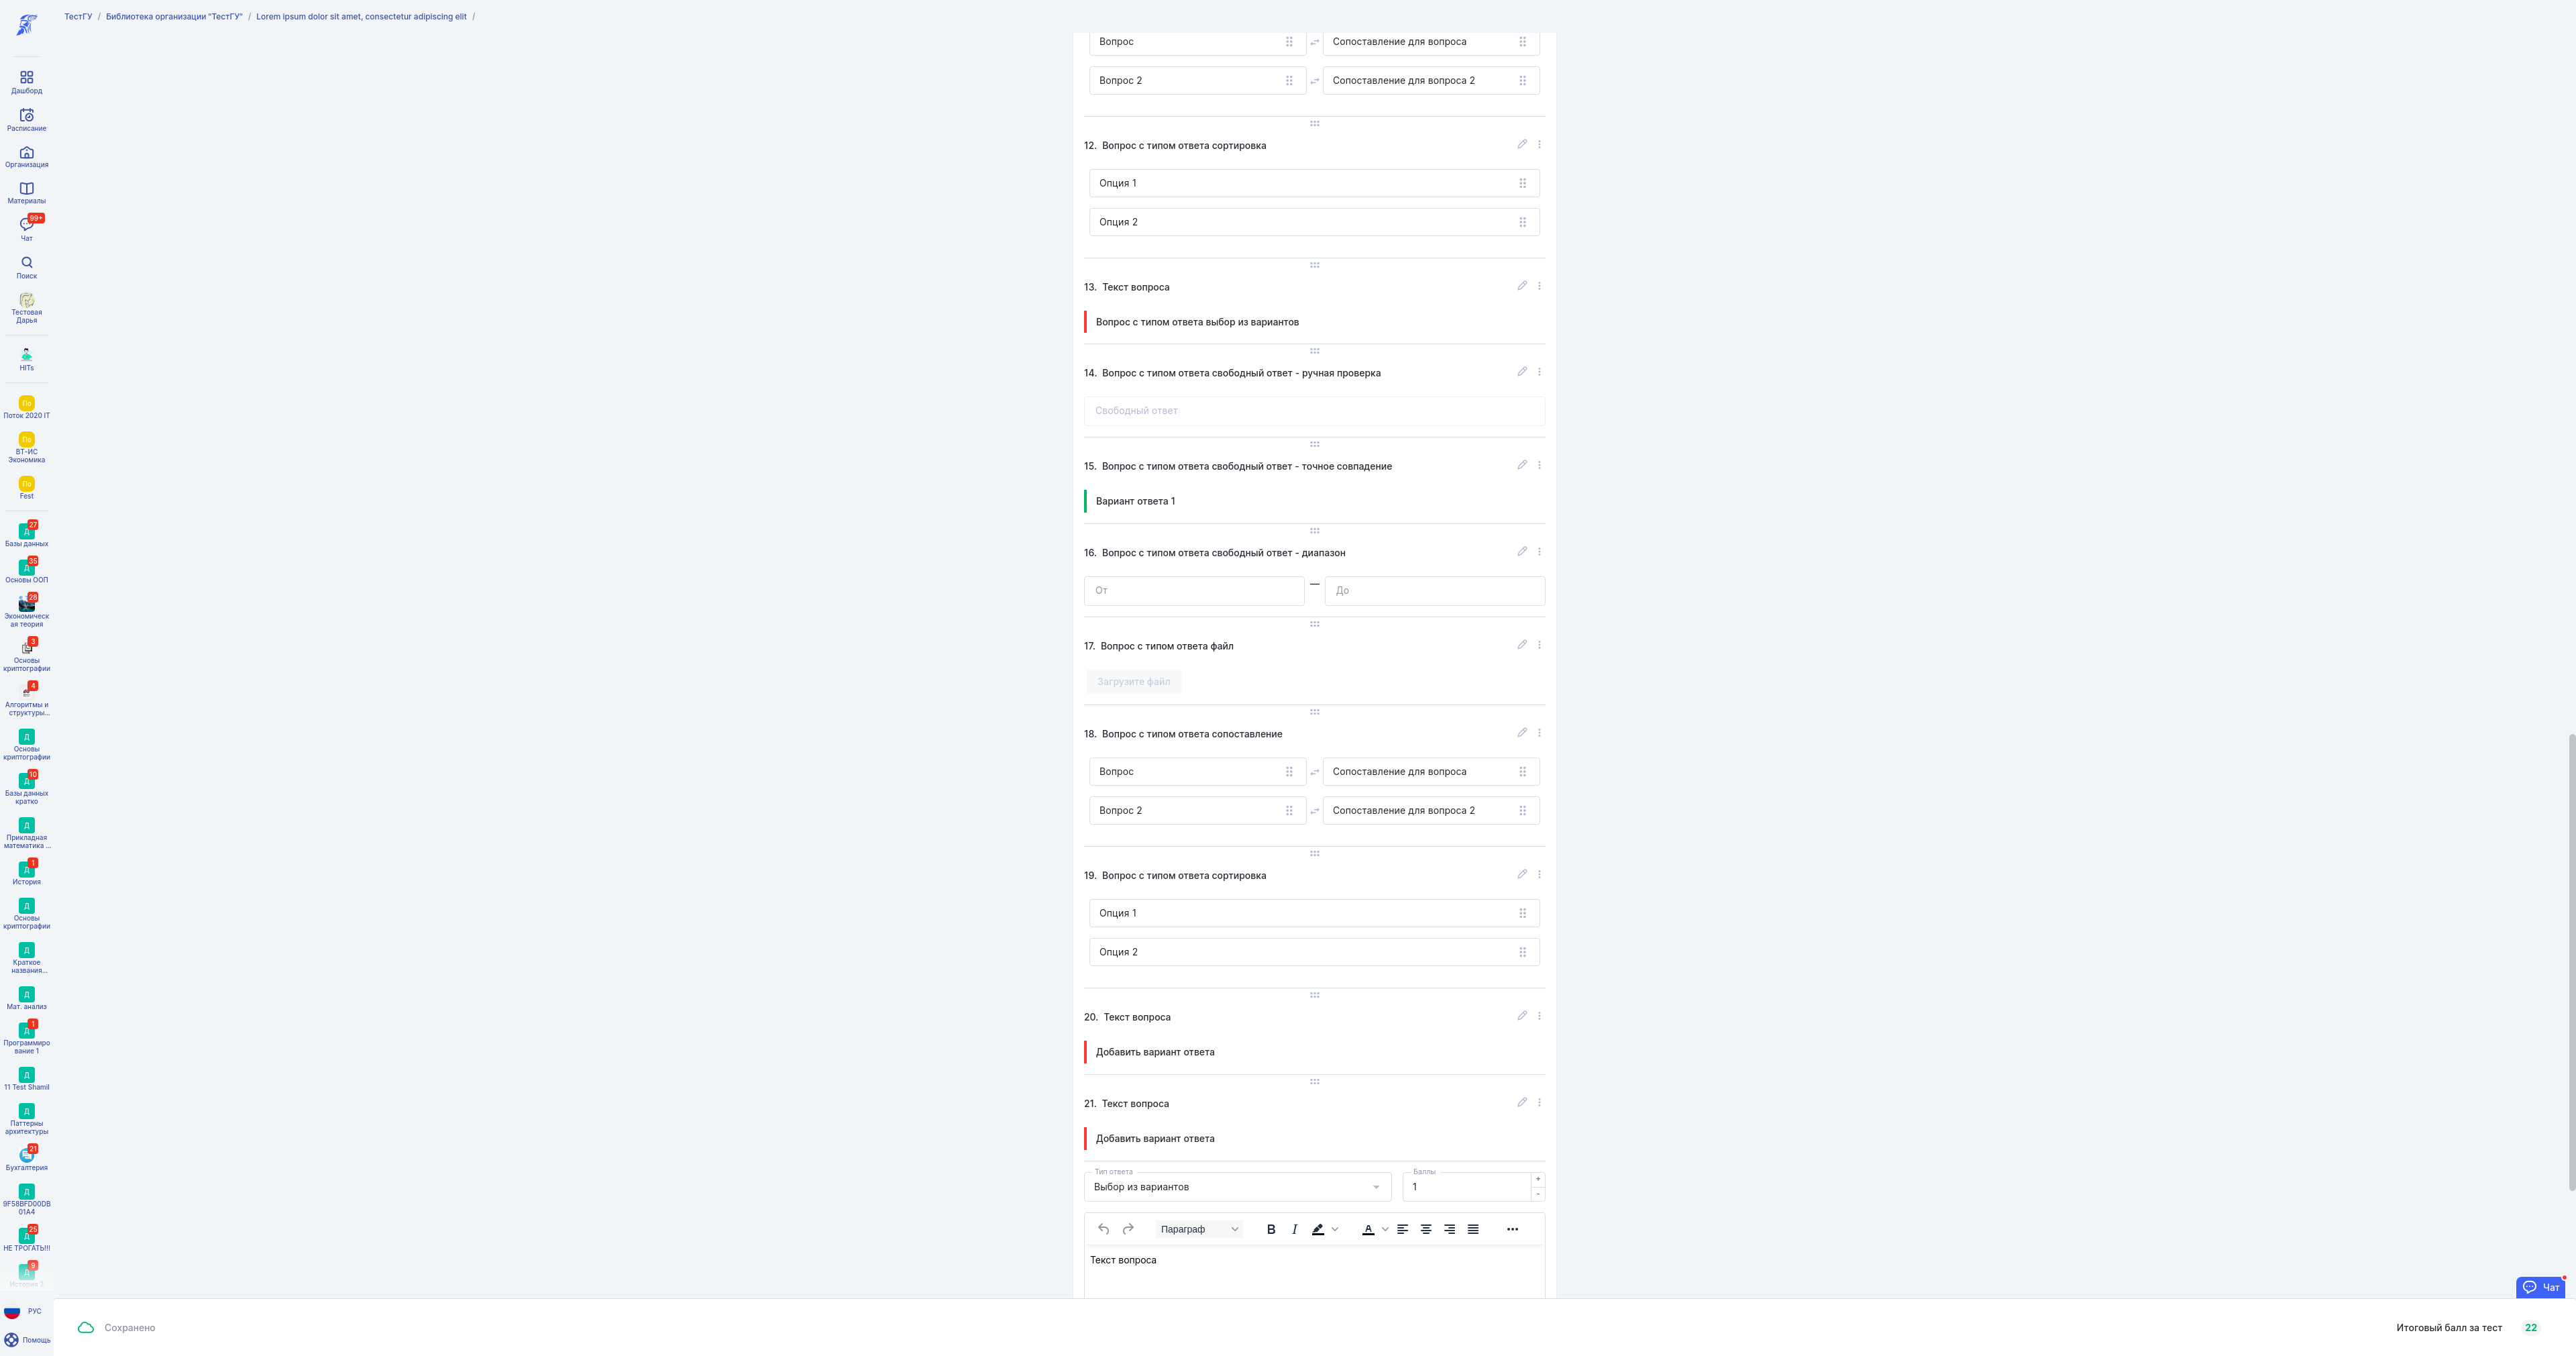 ТестГУ / Библиотека организации "ТестГУ" / Lorem ipsum dolor sit amet, consectetur adipiscing elit /
Дашборд
Расписание
Организация
Материалы
99+
Чат
Поиск
Тестовая
Дарья
HITs
По
Поток 2020 IT
По
ВТ-ИС
Экономика
По
Fest
27
Д
Базы данных
35
Д
Основы ООП
28
Экономическ
ая теория
3
Основы
криптографии
4
Алгоритмы и
структуры...
Д
Основы
криптографии
10
Д
Базы данных
кратко
Д
Прикладная
математика ...
1
Д
История
Д
Основы
криптографии
Д
Краткое
названия...
Д
Мат. анализ
1
Д
Программиро
вание 1
Д
11 Test Shamil
Д
Паттерны
архитектуры
21
Бухгалтерия
Д
9F58BFD00DB
01A4
25
Д
НЕ ТРОГАТЬ!!!
9
Д
История 2
РУС
Помощь
Вопрос Сопоставление для вопроса
Вопрос 2 Сопоставление для вопроса 2
12. Вопрос с типом ответа сортировка
Опция 1
Опция 2
13. Текст вопроса
Вопрос с типом ответа выбор из вариантов
14. Вопрос с типом ответа свободный ответ - ручная проверка
Свободный ответ
15. Вопрос с типом ответа свободный ответ - точное совпадение
Вариант ответа 1
16. Вопрос с типом ответа свободный ответ - диапазон
От — До
17. Вопрос с типом ответа файл
Загрузите файл
18. Вопрос с типом ответа сопоставление
Вопрос Сопоставление для вопроса
Вопрос 2 Сопоставление для вопроса 2
19. Вопрос с типом ответа сортировка
Опция 1
Опция 2
20. Текст вопроса
Добавить вариант ответа
21. Текст вопроса
Добавить вариант ответа
Тип ответа Баллы
Выбор из вариантов 1 + -
Параграф B I A
Текст вопроса
Чат
Сохранено Итоговый балл за тест 22